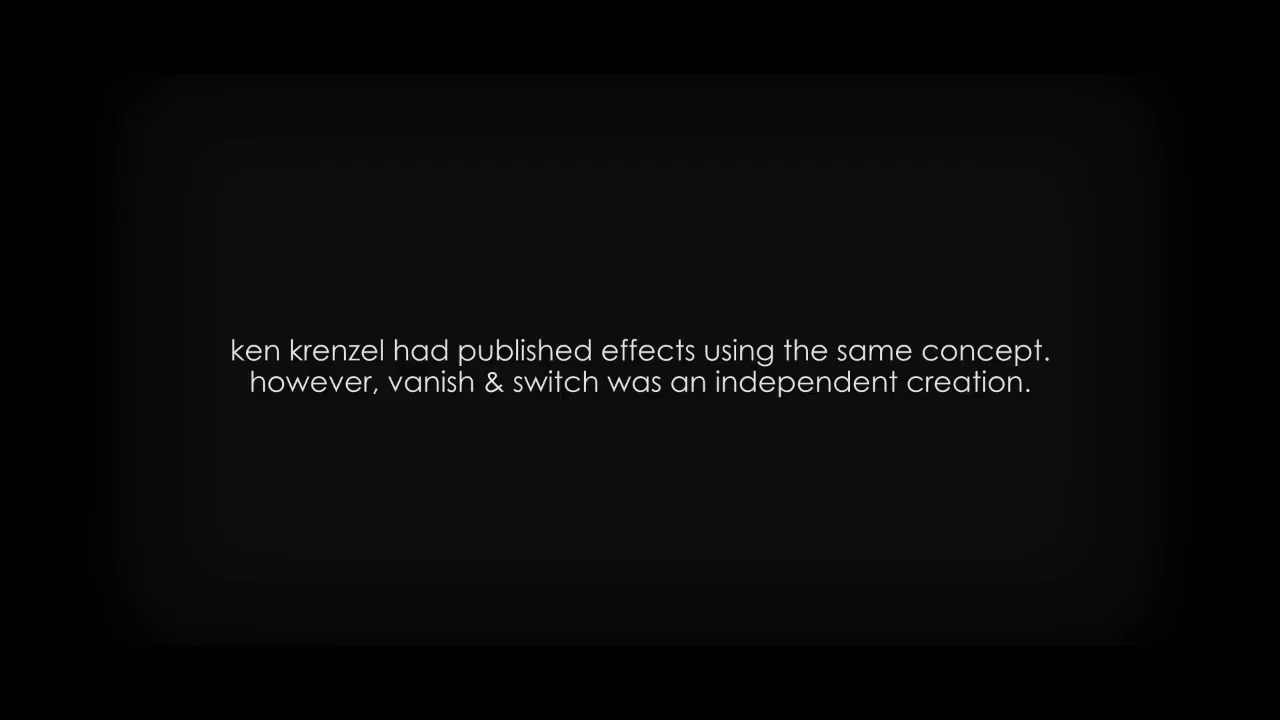 ken krenzel had published effects using the same concept.
however, vanish & switch was an independent creation.